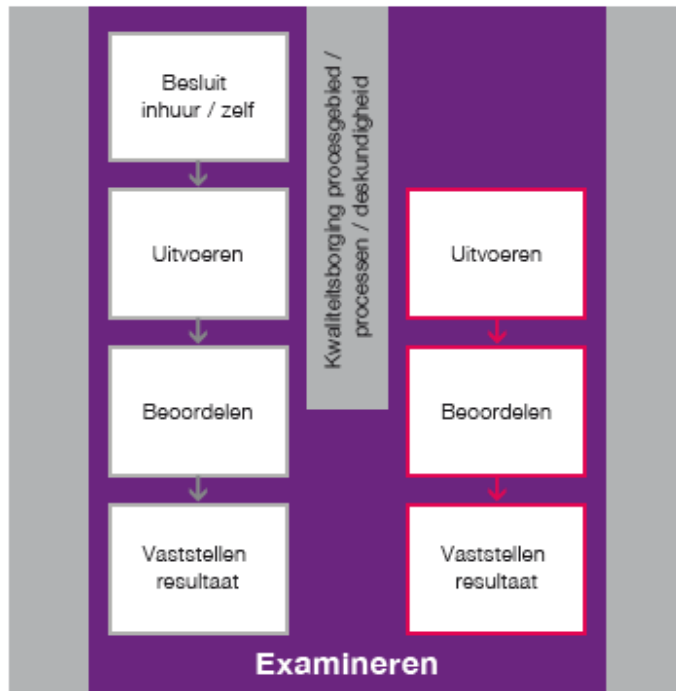 Besluit
inhuur / zelf
Uitvoeren
Beoordelen
Vaststellen
resultaat
Kwaliteitsborging procesgebied /
processen / deskundigheid
Uitvoeren
Beoordelen
Vaststellen
resultaat
Examineren